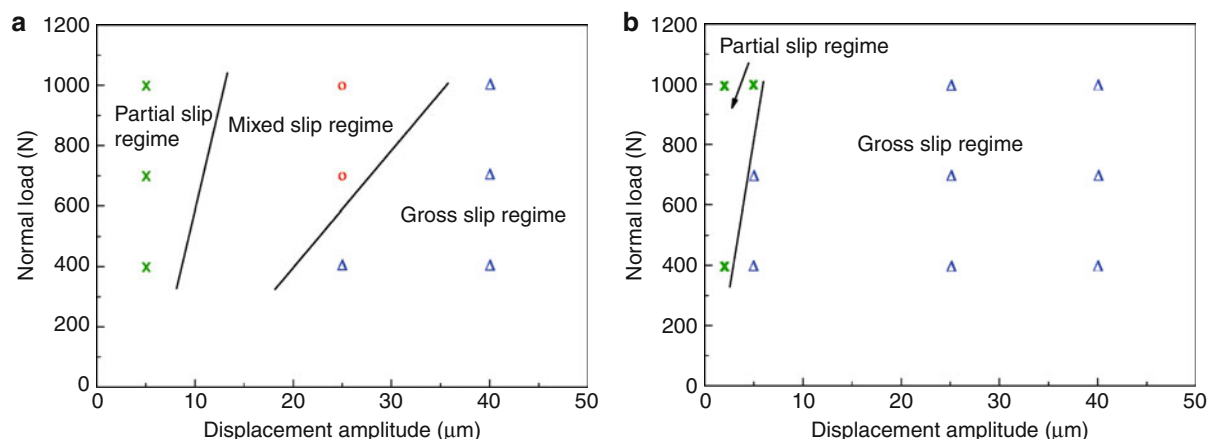 a
1200
1000
800
600
400
200
0
Normal load (N)
Partial slip
regime
Mixed slip regime
Gross slip regime
0
10
20
30
40
50
Displacement amplitude (μm)
b
1200
1000
800
600
400
200
0
Normal load (N)
Partial slip regime
Gross slip regime
0
10
20
30
40
50
Displacement amplitude (μm)